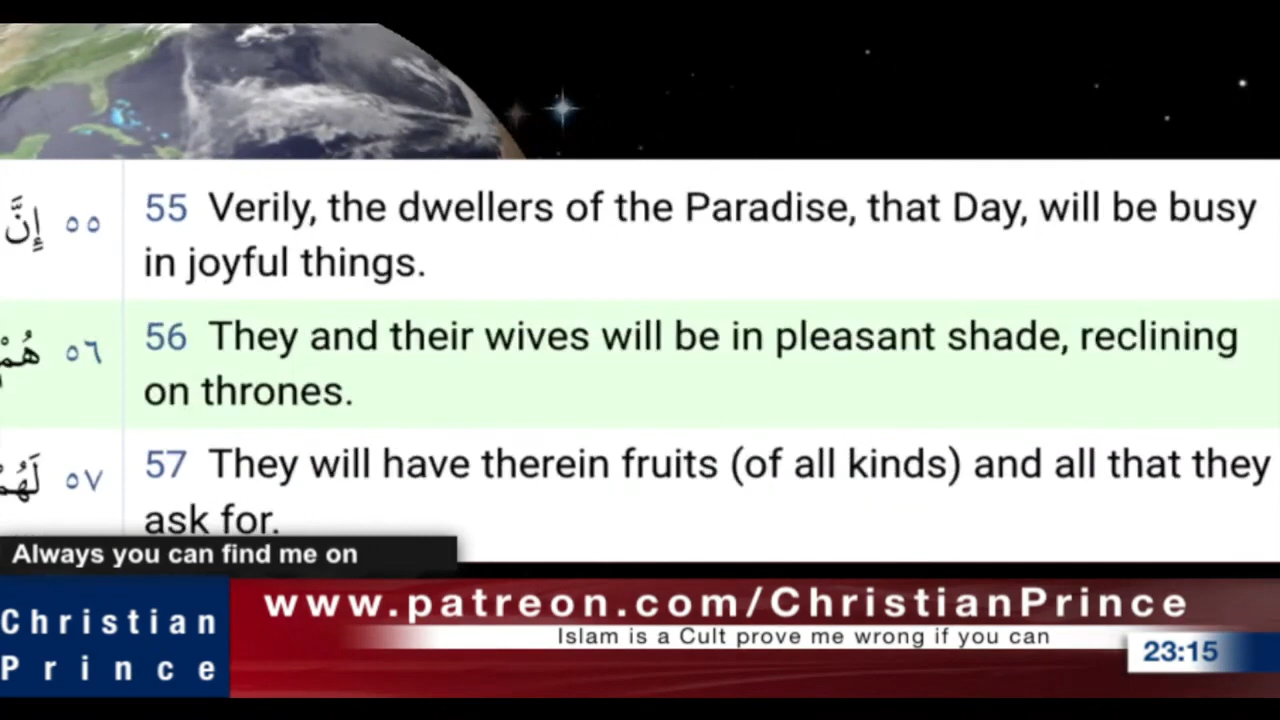 إِنَّ ٥٥ 55 Verily, the dwellers of the Paradise, that Day, will be busy
in joyful things.
هُمْ ٥٦ 56 They and their wives will be in pleasant shade, reclining
on thrones.
لَهُمْ ٥٧ 57 They will have therein fruits (of all kinds) and all that they
ask for.
Always you can find me on
www.patreon.com/ChristianPrince
Islam is a Cult prove me wrong if you can
Christian
Prince
23:15